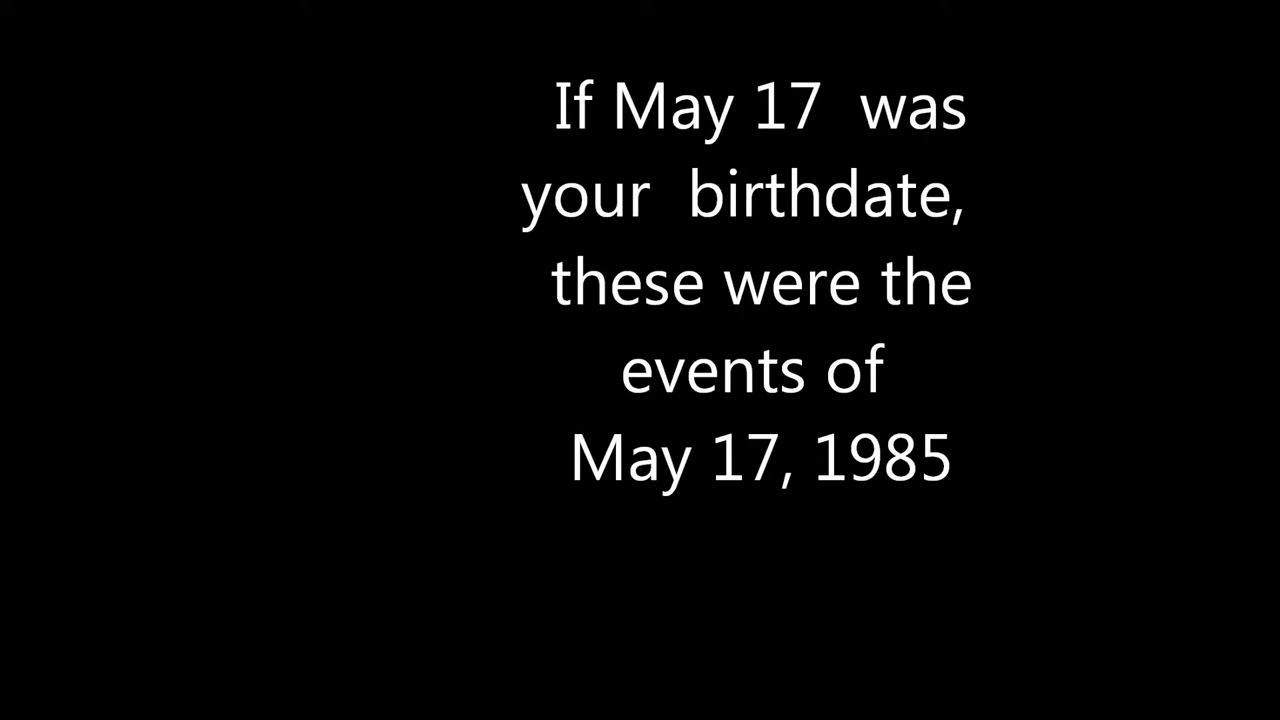 If May 17  was
your  birthdate,
these were the
events of
May 17, 1985